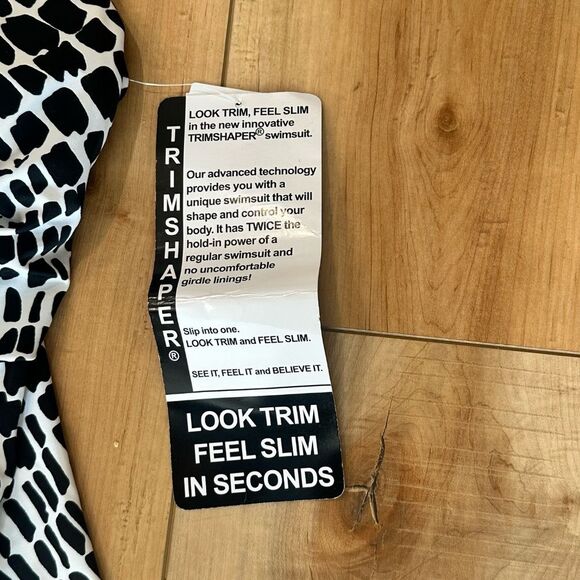 TRIMSHAPER®
LOOK TRIM, FEEL SLIM
in the new innovative
TRIMSHAPER® swimsuit.
Our advanced technology
provides you with a
unique swimsuit that will
shape and control your
body. It has TWICE the
hold-in power of a
regular swimsuit and
no uncomfortable
girdle linings!
Slip into one.
LOOK TRIM and FEEL SLIM.
SEE IT, FEEL IT and BELIEVE IT.
LOOK TRIM
FEEL SLIM
IN SECONDS